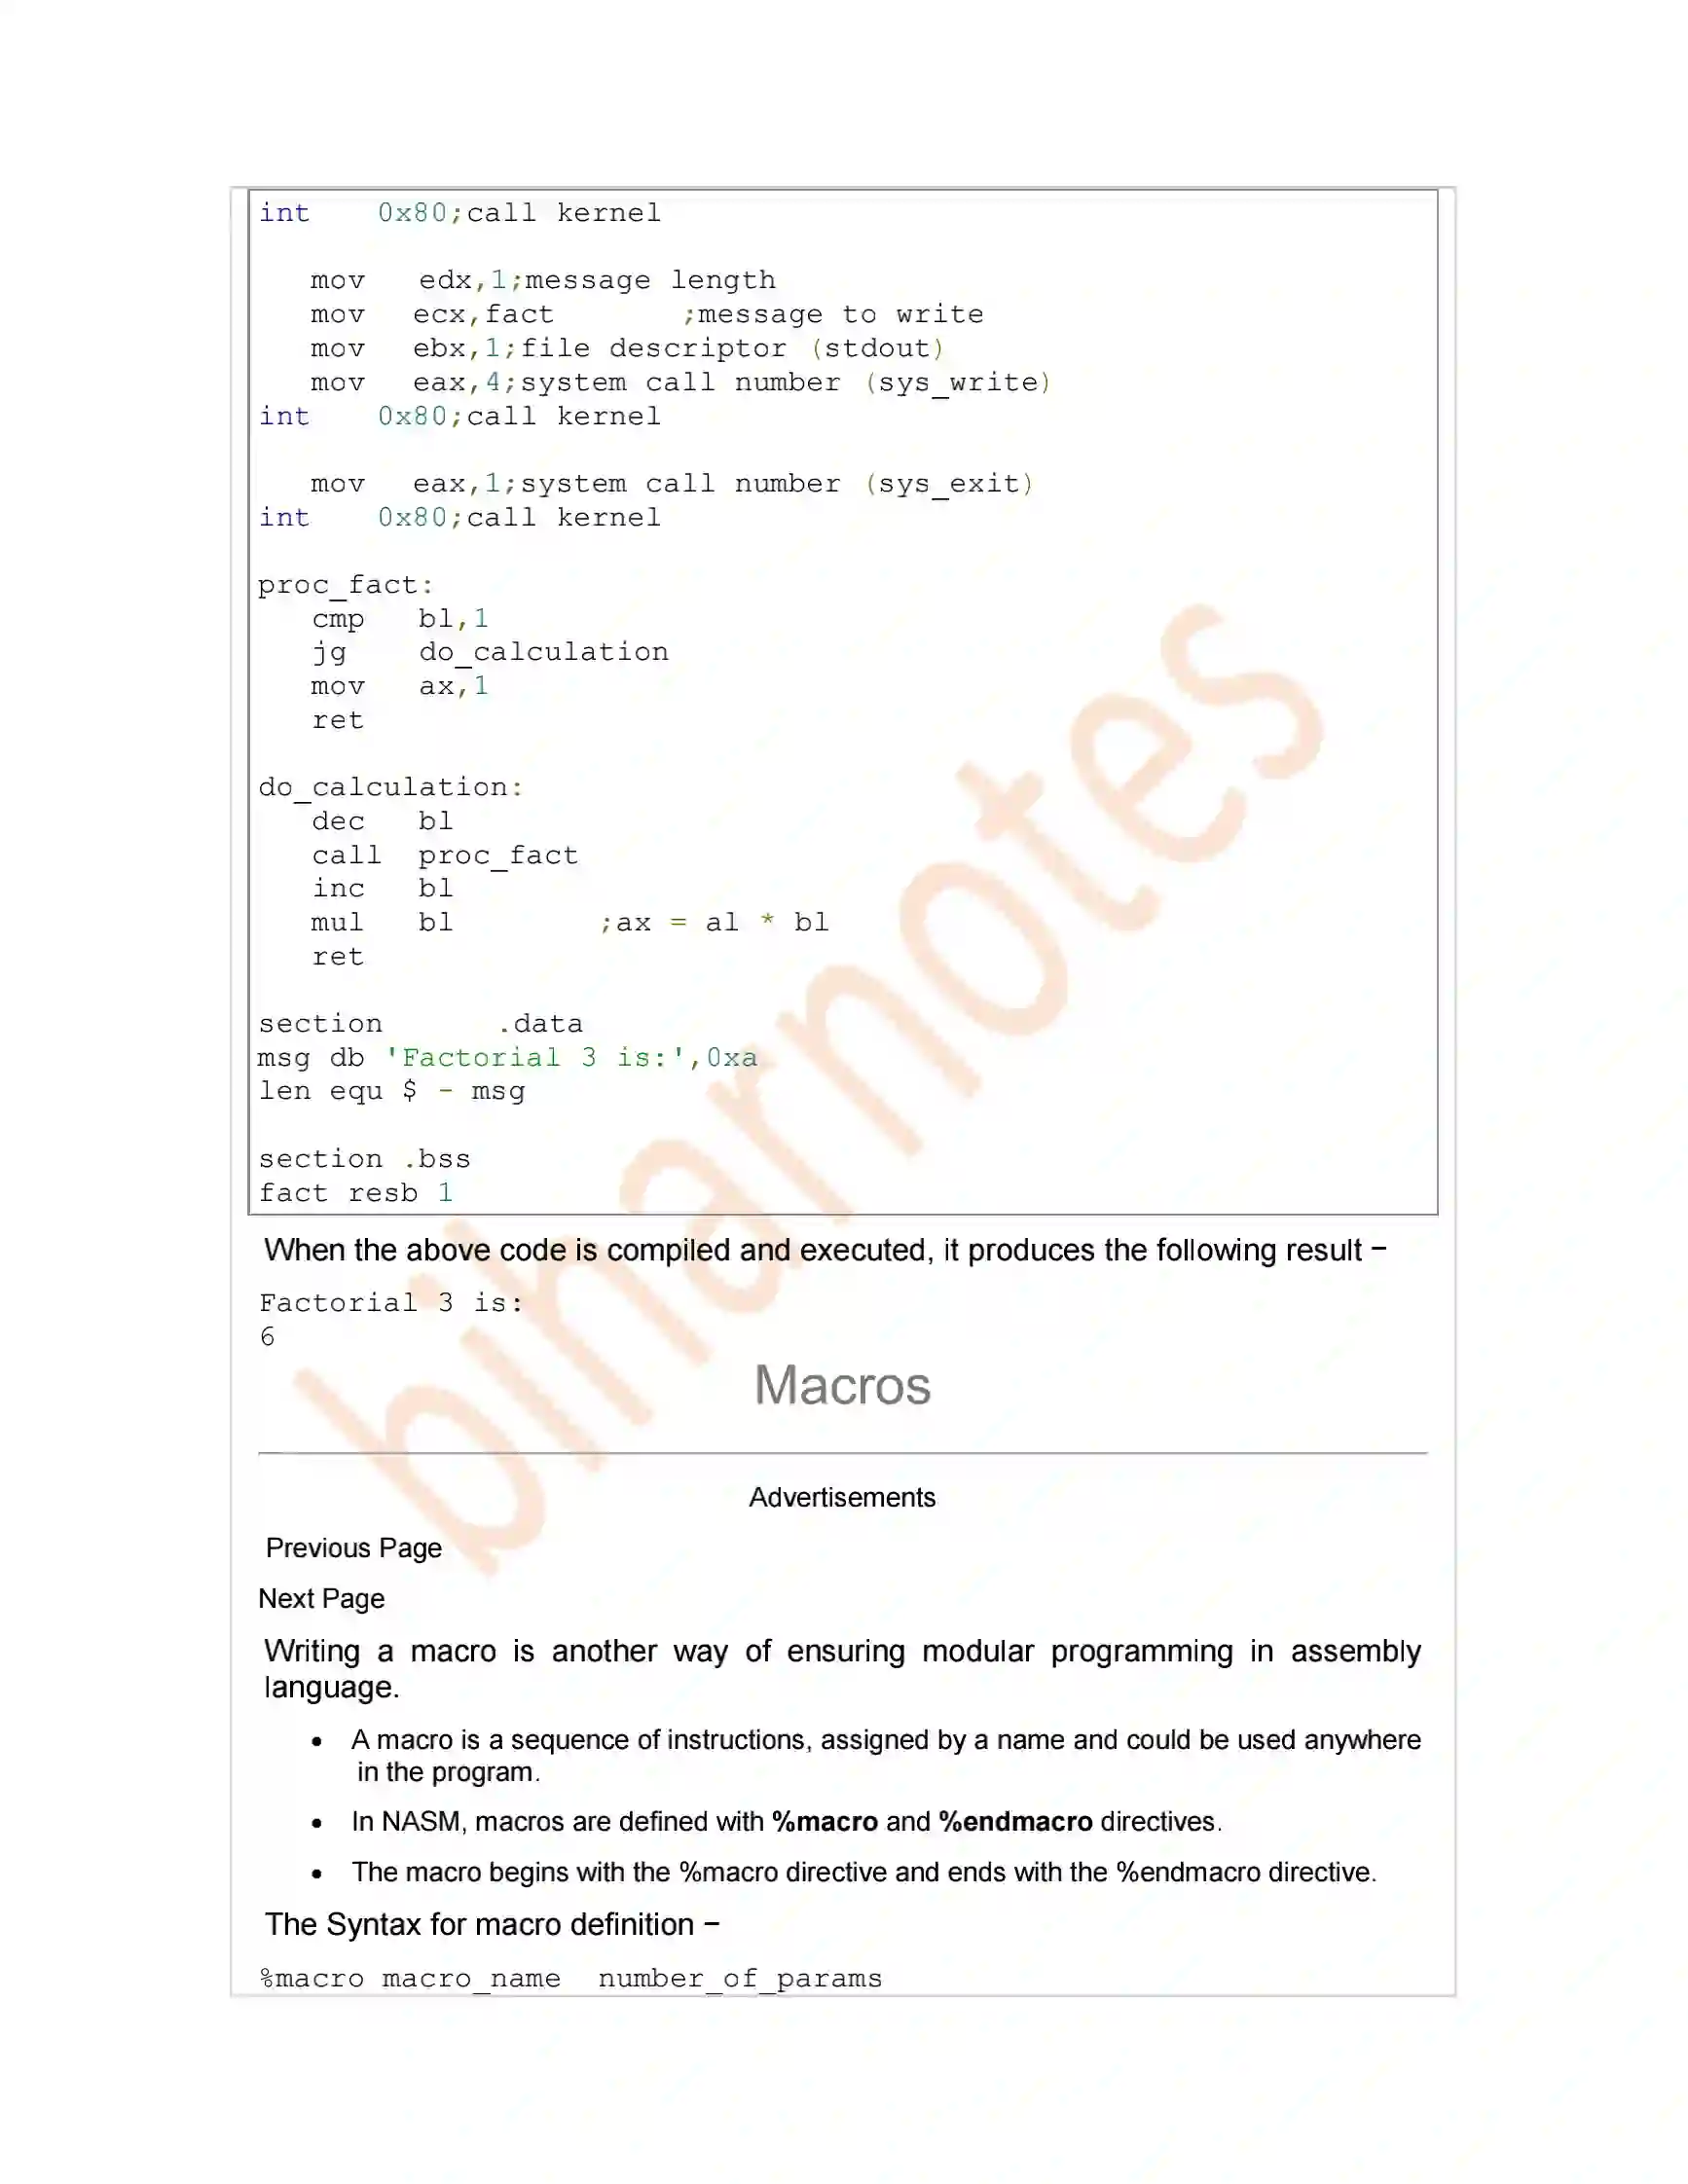 int    0x80;call kernel

   mov   edx,1;message length
   mov   ecx,fact       ;message to write
   mov   ebx,1;file descriptor (stdout)
   mov   eax,4;system call number (sys_write)
int    0x80;call kernel

   mov   eax,1;system call number (sys_exit)
int    0x80;call kernel

proc_fact:
   cmp   bl,1
   jg    do_calculation
   mov   ax,1
   ret

do_calculation:
   dec   bl
   call  proc_fact
   inc   bl
   mul   bl        ;ax = al * bl
   ret

section      .data
msg db 'Factorial 3 is:',0xa
len equ $ - msg

section .bss
fact resb 1
When the above code is compiled and executed, it produces the following result −
Factorial 3 is:
6
Macros
Advertisements
Previous Page
Next Page
Writing a macro is another way of ensuring modular programming in assembly
language.
• A macro is a sequence of instructions, assigned by a name and could be used anywhere
in the program.
• In NASM, macros are defined with %macro and %endmacro directives.
• The macro begins with the %macro directive and ends with the %endmacro directive.
The Syntax for macro definition −
%macro macro_name  number_of_params
biharnotes